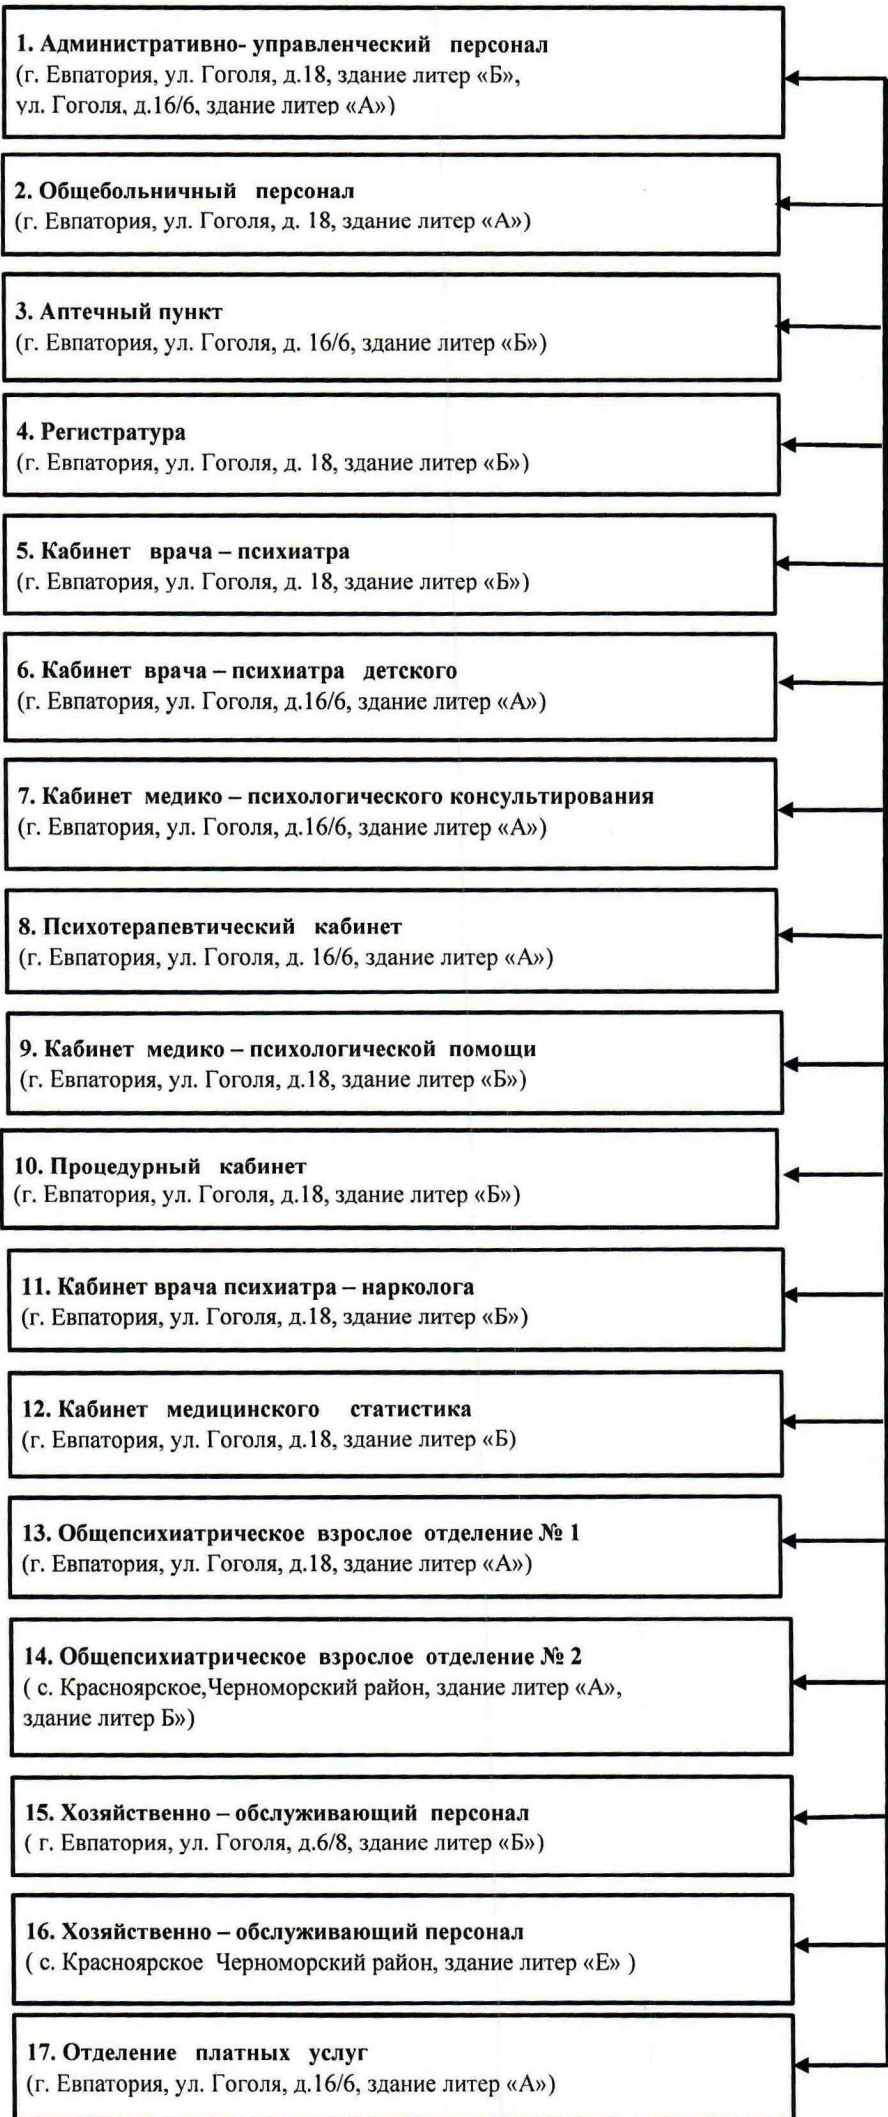 1. Административно- управленческий персонал
(г. Евпатория, ул. Гоголя, д.18, здание литер «Б»,
ул. Гоголя, д.16/6, здание литер «А»)
2. Общебольничный персонал
(г. Евпатория, ул. Гоголя, д. 18, здание литер «А»)
3. Аптечный пункт
(г. Евпатория, ул. Гоголя, д. 16/6, здание литер «Б»)
4. Регистратура
(г. Евпатория, ул. Гоголя, д. 18, здание литер «Б»)
5. Кабинет врача – психиатра
(г. Евпатория, ул. Гоголя, д. 18, здание литер «Б»)
6. Кабинет врача – психиатра детского
(г. Евпатория, ул. Гоголя, д.16/6, здание литер «А»)
7. Кабинет медико – психологического консультирования
(г. Евпатория, ул. Гоголя, д.16/6, здание литер «А»)
8. Психотерапевтический кабинет
(г. Евпатория, ул. Гоголя, д. 16/6, здание литер «А»)
9. Кабинет медико – психологической помощи
(г. Евпатория, ул. Гоголя, д.18, здание литер «Б»)
10. Процедурный кабинет
(г. Евпатория, ул. Гоголя, д.18, здание литер «Б»)
11. Кабинет врача психиатра – нарколога
(г. Евпатория, ул. Гоголя, д.18, здание литер «Б»)
12. Кабинет медицинского статистика
(г. Евпатория, ул. Гоголя, д.18, здание литер «Б)
13. Общепсихиатрическое взрослое отделение № 1
(г. Евпатория, ул. Гоголя, д.18, здание литер «А»)
14. Общепсихиатрическое взрослое отделение № 2
( с. Красноярское,Черноморский район, здание литер «А»,
здание литер Б»)
15. Хозяйственно – обслуживающий персонал
( г. Евпатория, ул. Гоголя, д.6/8, здание литер «Б»)
16. Хозяйственно – обслуживающий персонал
( с. Красноярское Черноморский район, здание литер «Е» )
17. Отделение платных услуг
(г. Евпатория, ул. Гоголя, д.16/6, здание литер «А»)